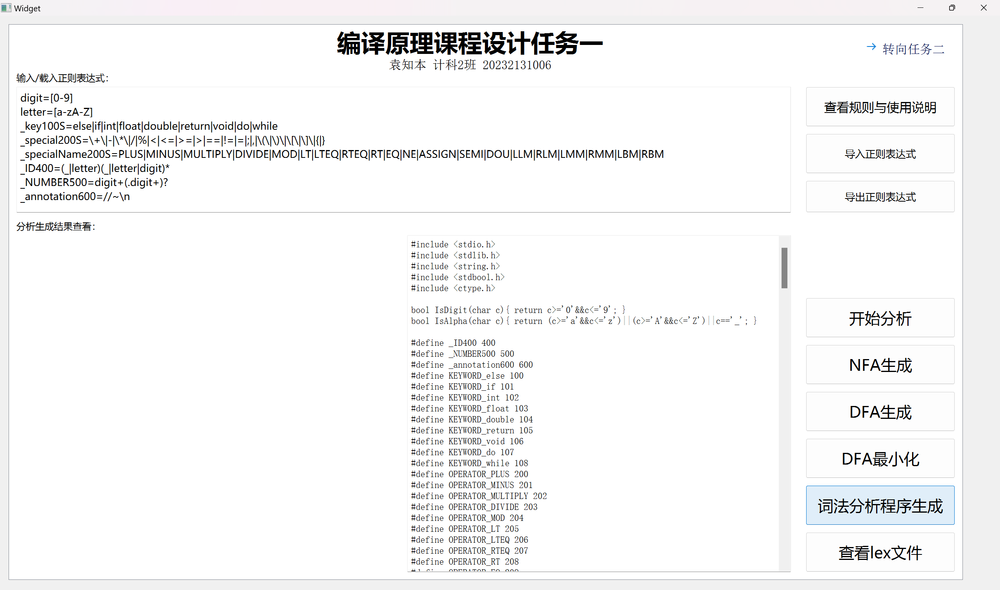 Widget
编译原理课程设计任务一
→ 转向任务二
袁知本 计科2班 20232131006
输入/载入正则表达式：
digit=[0-9]
letter=[a-zA-Z]
_key100S=else|if|int|float|double|return|void|do|while
_special200S=\+\|-|\*\|/|%|<|<=|>=|>|==|!=|=|;|,|\(\|\)\|\[\|\]\|{|}
_specialName200S=PLUS|MINUS|MULTIPLY|DIVIDE|MOD|LT|LTEQ|RTEQ|RT|EQ|NE|ASSIGN|SEMI|DOU|LLM|RLM|LMM|RMM|LBM|RBM
_ID400=(_|letter)(_|letter|digit)*
_NUMBER500=digit+(.digit+)?
_annotation600=//~\n
查看规则与使用说明
导入正则表达式
导出正则表达式
分析生成结果查看：
#include <stdio.h>
#include <stdlib.h>
#include <string.h>
#include <stdbool.h>
#include <ctype.h>
bool IsDigit(char c){ return c>='0'&&c<='9'; }
bool IsAlpha(char c){ return (c>='a'&&c<='z')||(c>='A'&&c<='Z')||c=='_'; }
#define _ID400 400
#define _NUMBER500 500
#define _annotation600 600
#define KEYWORD_else 100
#define KEYWORD_if 101
#define KEYWORD_int 102
#define KEYWORD_float 103
#define KEYWORD_double 104
#define KEYWORD_return 105
#define KEYWORD_void 106
#define KEYWORD_do 107
#define KEYWORD_while 108
#define OPERATOR_PLUS 200
#define OPERATOR_MINUS 201
#define OPERATOR_MULTIPLY 202
#define OPERATOR_DIVIDE 203
#define OPERATOR_MOD 204
#define OPERATOR_LT 205
#define OPERATOR_LTEQ 206
#define OPERATOR_RTEQ 207
#define OPERATOR_RT 208
开始分析
NFA生成
DFA生成
DFA最小化
词法分析程序生成
查看lex文件